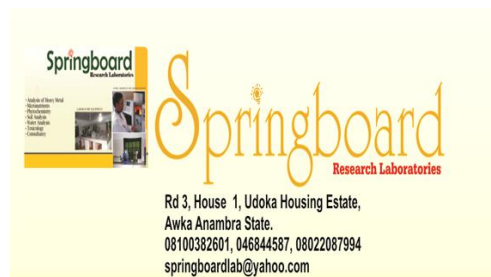 Springboard
Research Laboratories
- Analysis of Heavy Metal
- Micronutrients
- Phytochemistry
- Soil Analysis
- Water Analysis
- Toxicology
- Consultancy
Springboard
Research Laboratories
Rd 3, House 1, Udoka Housing Estate,
Awka Anambra State.
08100382601, 046844587, 08022087994
springboardlab@yahoo.com